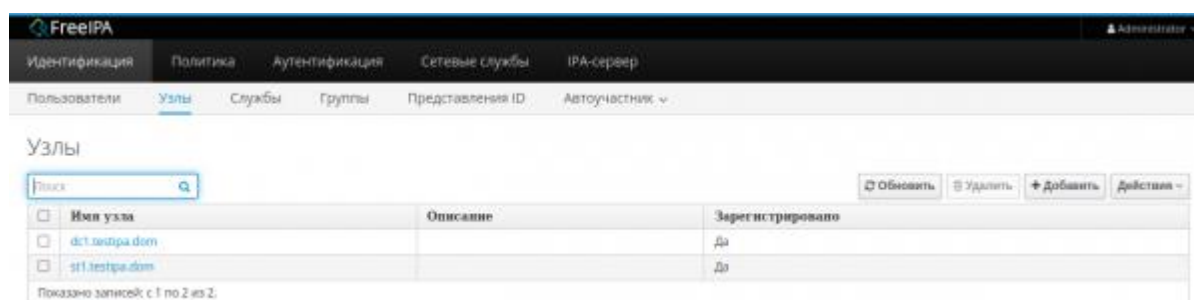 FreeIPA Administrator
Идентификация Политика Аутентификация Сетевые службы IPA-сервер
Пользователи Узлы Службы Группы Представления ID Автоучастник
Узлы
Поиск Обновить Удалить + Добавить Действия
Имя узла Описание Зарегистрировано
dc1.testipa.dom Да
st1.testipa.dom Да
Показано записей: с 1 по 2 из 2.